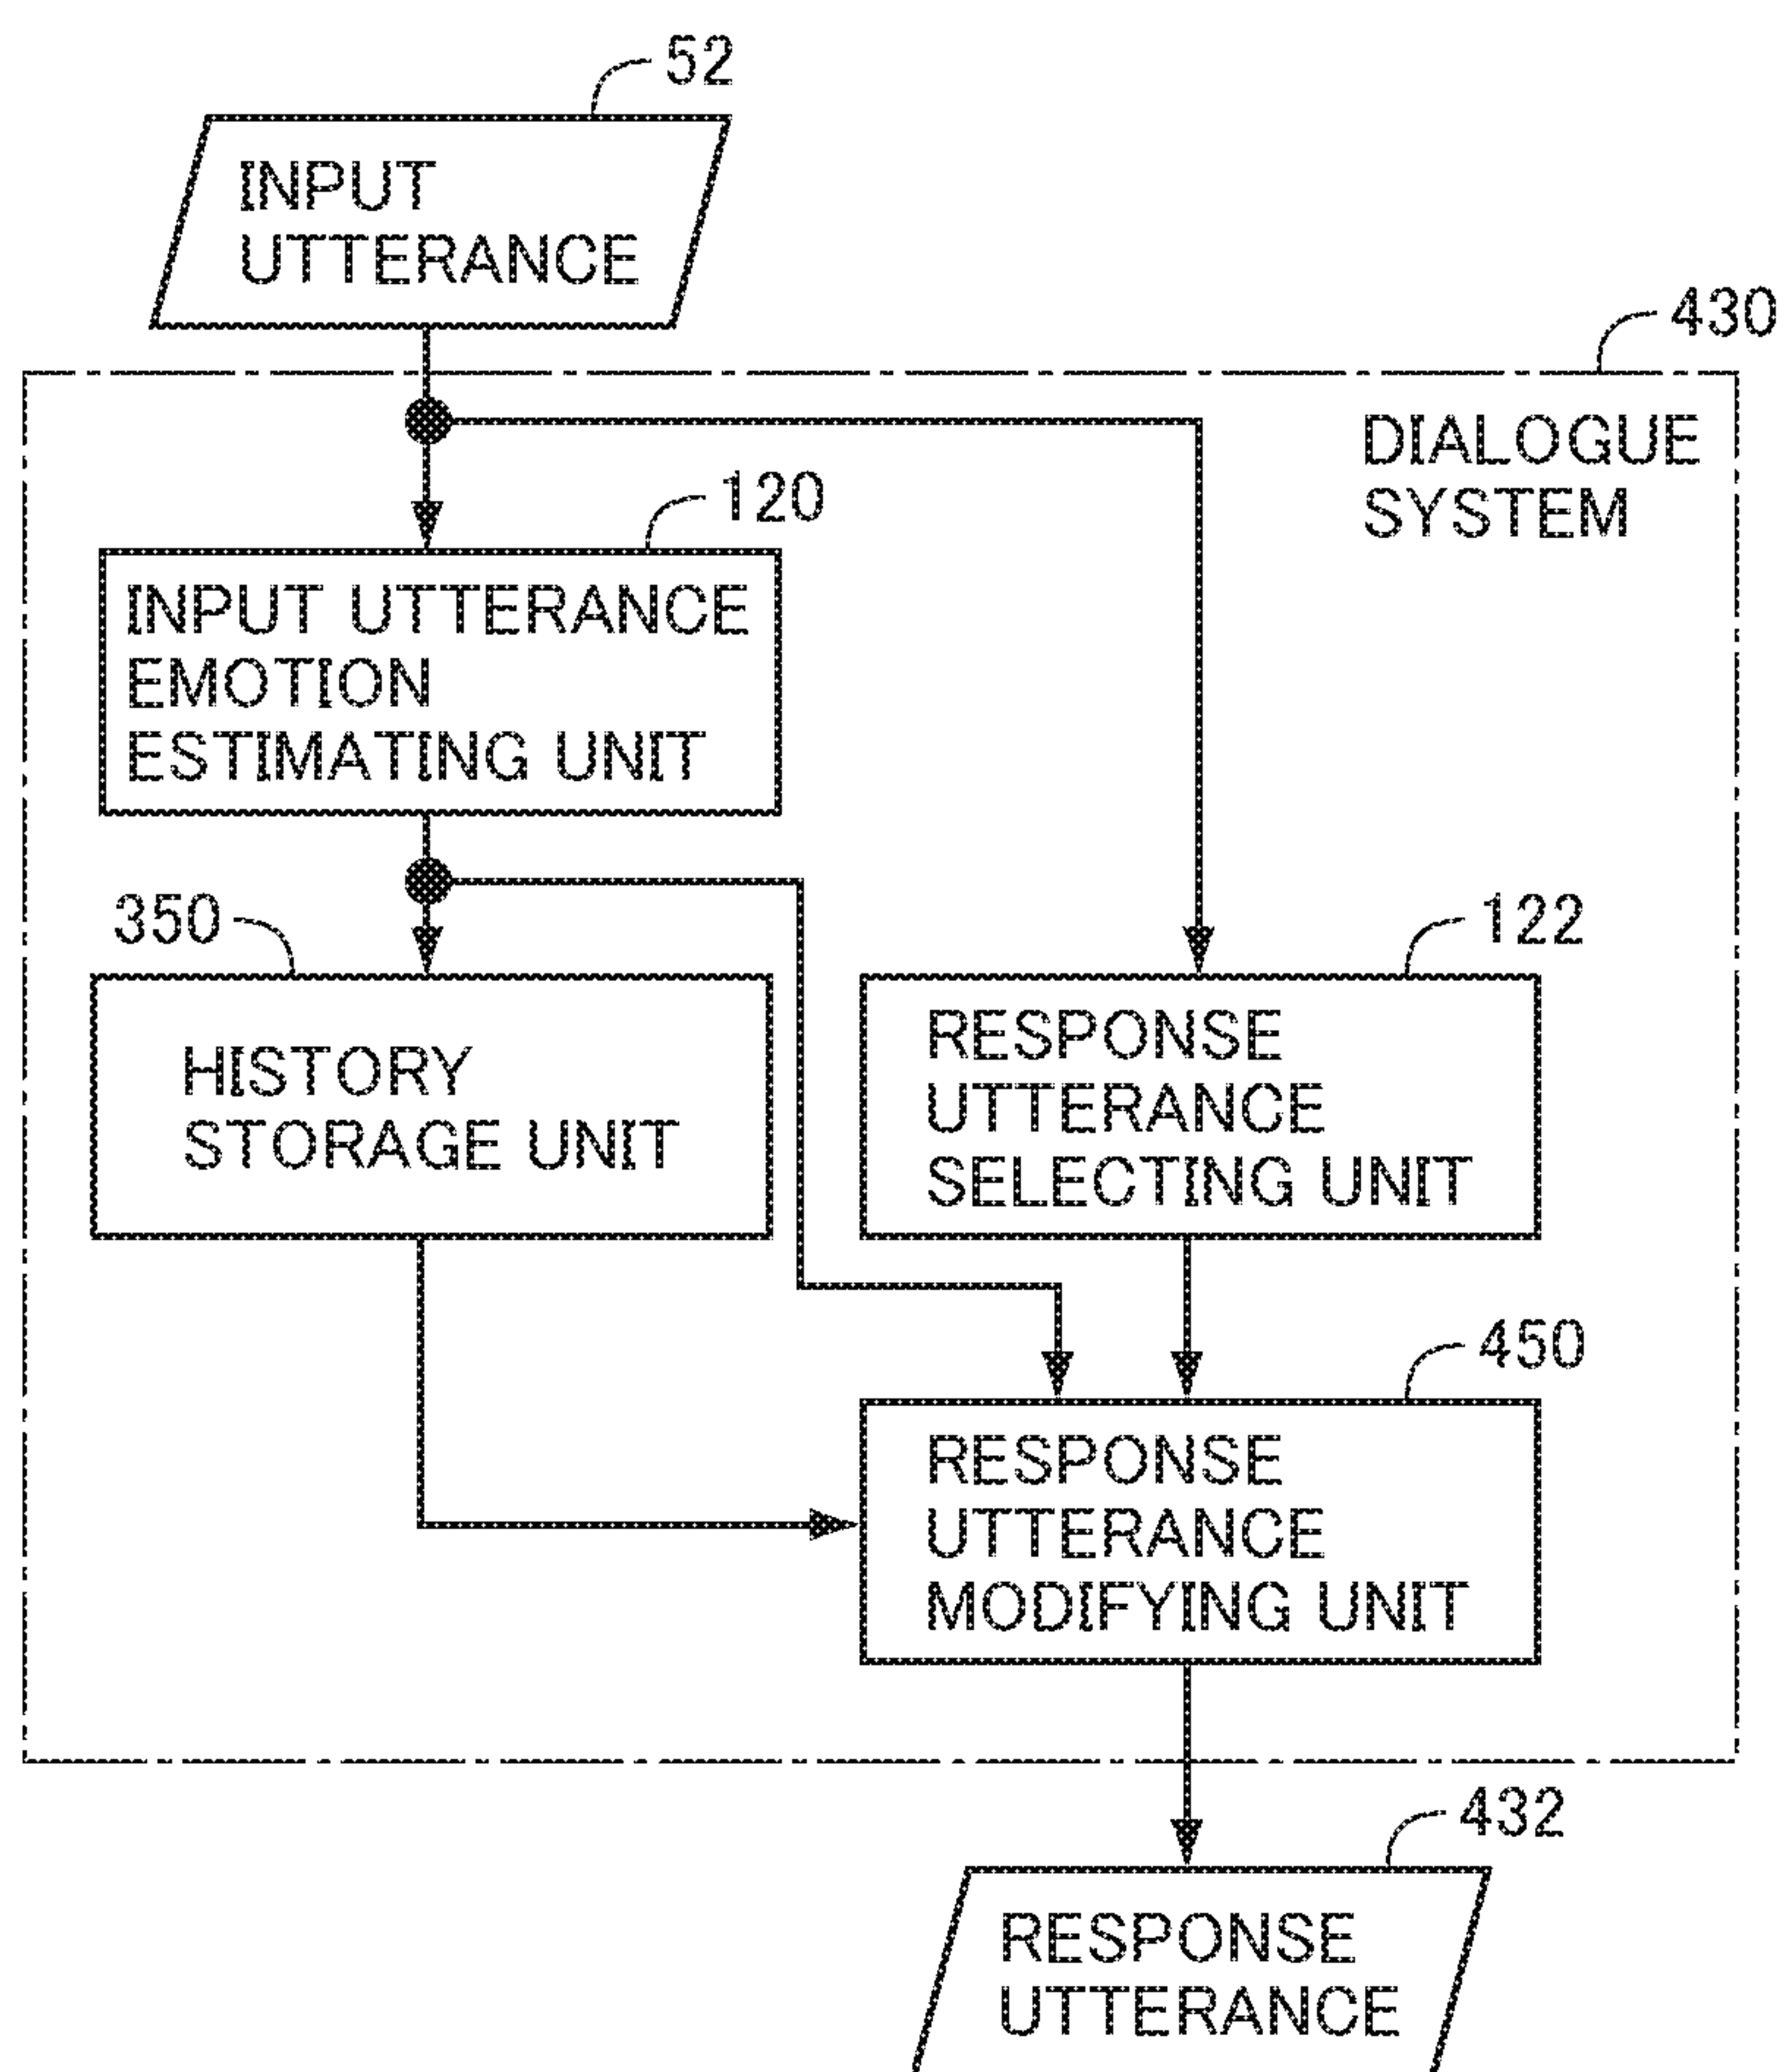 52
INPUT
UTTERANCE
430
DIALOGUE
SYSTEM
120
INPUT UTTERANCE
EMOTION
ESTIMATING UNIT
350
HISTORY
STORAGE UNIT
122
RESPONSE
UTTERANCE
SELECTING UNIT
450
RESPONSE
UTTERANCE
MODIFYING UNIT
432
RESPONSE
UTTERANCE